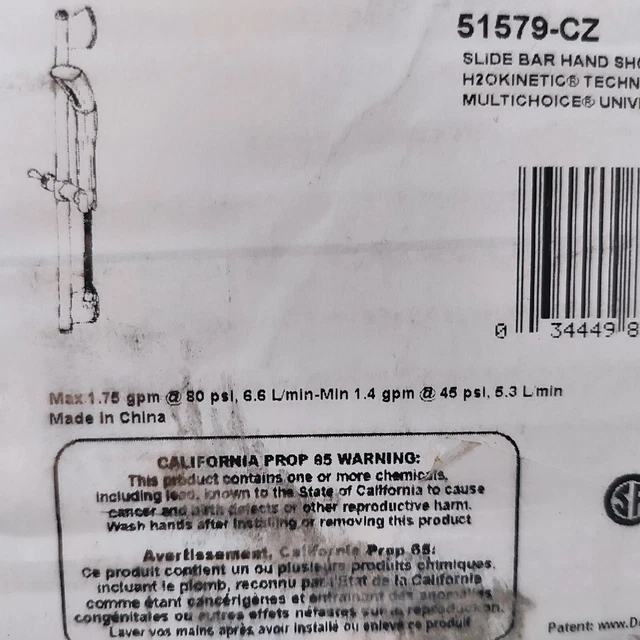 51579-CZ
SLIDE BAR HAND SHO
H2OKINETIC® TECHN
MULTICHOICE® UNIV
0 34449 8
Max 1.75 gpm @ 80 psi, 6.6 L/min-Min 1.4 gpm @ 45 psi, 5.3 L/min
Made in China
CALIFORNIA PROP 65 WARNING:
This product contains one or more chemicals,
including lead, known to the State of California to cause
cancer and birth defects or other reproductive harm.
Wash hands after installing or removing this product
Avertissement, California Prop 65:
Ce produit contient un ou plusieurs produits chimiques,
incluant le plomb, reconnu par l'État de la Californie
comme étant cancérigènes et entraînant des anomalies
congénitales ou autres effets néfastes sur la reproduction.
Laver vos mains après avoir installé ou enlevé ce produit
Patent: www.D